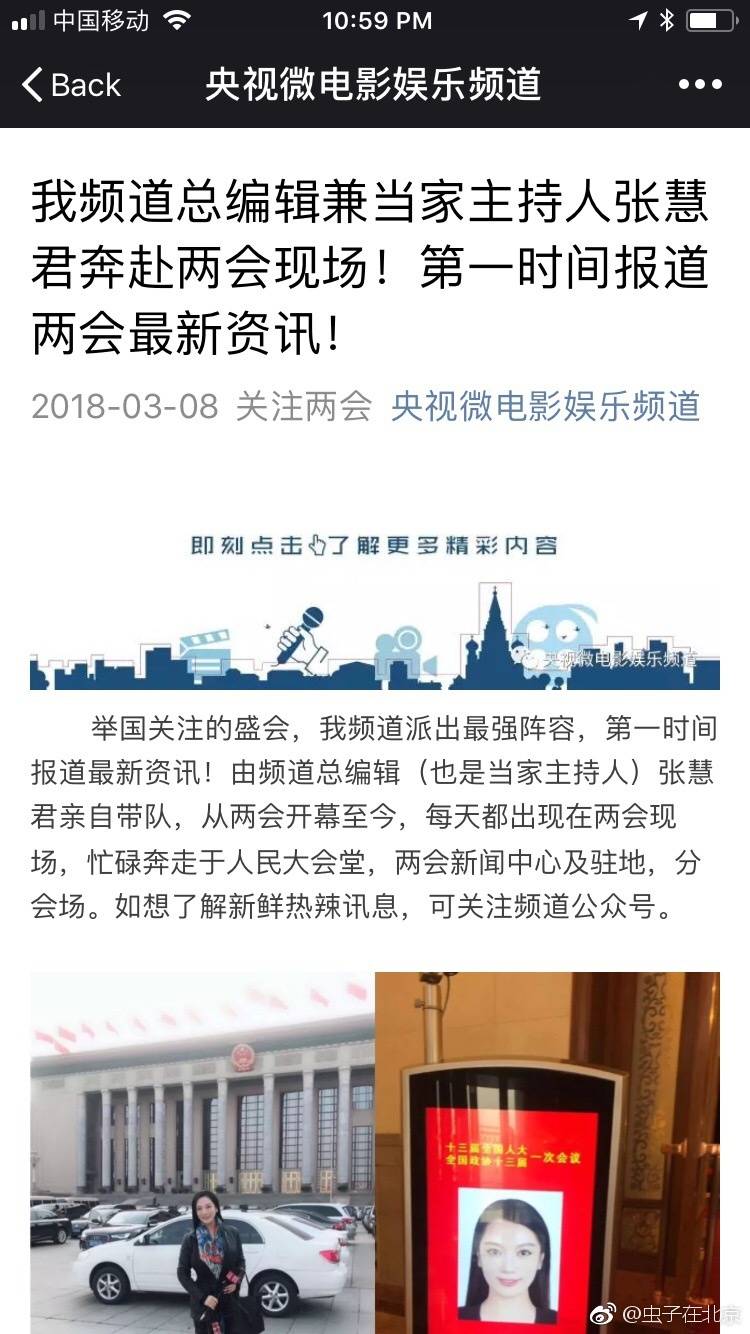 中国移动
10:59 PM
Back
央视微电影娱乐频道
我频道总编辑兼当家主持人张慧
君奔赴两会现场！第一时间报道
两会最新资讯！
2018-03-08 关注两会 央视微电影娱乐频道
即刻点击了解更多精彩内容
央视微电影娱乐频道
举国关注的盛会，我频道派出最强阵容，第一时间
报道最新资讯！由频道总编辑（也是当家主持人）张慧
君亲自带队，从两会开幕至今，每天都出现在两会现
场，忙碌奔走于人民大会堂，两会新闻中心及驻地，分
会场。如想了解新鲜热辣讯息，可关注频道公众号。
十三届全国人大
全国政协十三届
一次会议
@虫子在北京